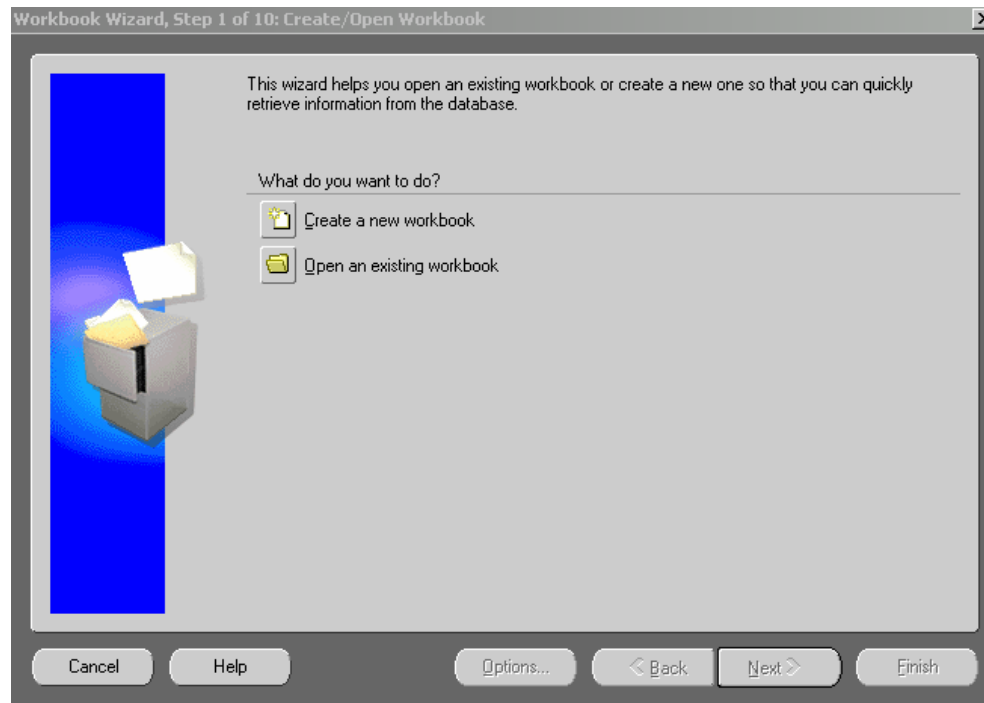 Workbook Wizard, Step 1 of 10: Create/Open Workbook
This wizard helps you open an existing workbook or create a new one so that you can quickly
retrieve information from the database.
What do you want to do?
Create a new workbook
Open an existing workbook
Cancel Help Options... < Back Next > Finish